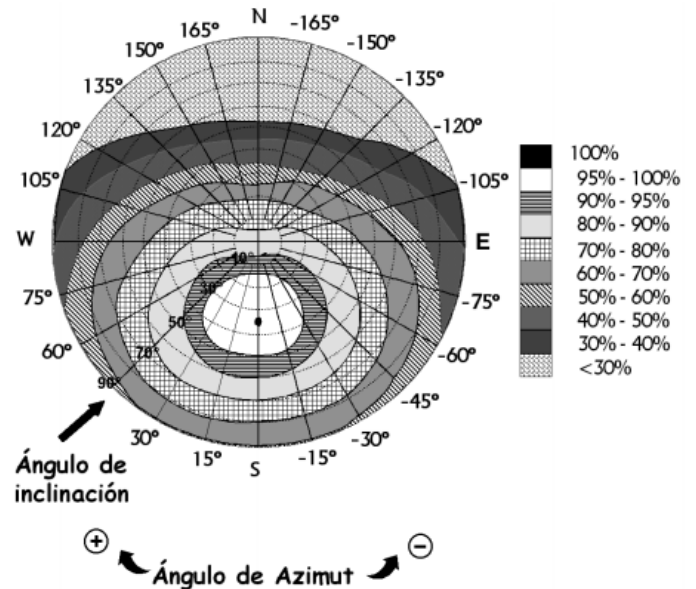 N
165° -165°
150° -150°
135° -135°
120° -120°
105° -105°
W E
75° -75°
60° -60°
-45°
30° -30°
15° -15°
S
10°
30°
50
70°
90°
100%
95% - 100%
90% - 95%
80% - 90%
70% - 80%
60% - 70%
50% - 60%
40% - 50%
30% - 40%
<30%
Ángulo de
inclinación
+ −
Ángulo de Azimut